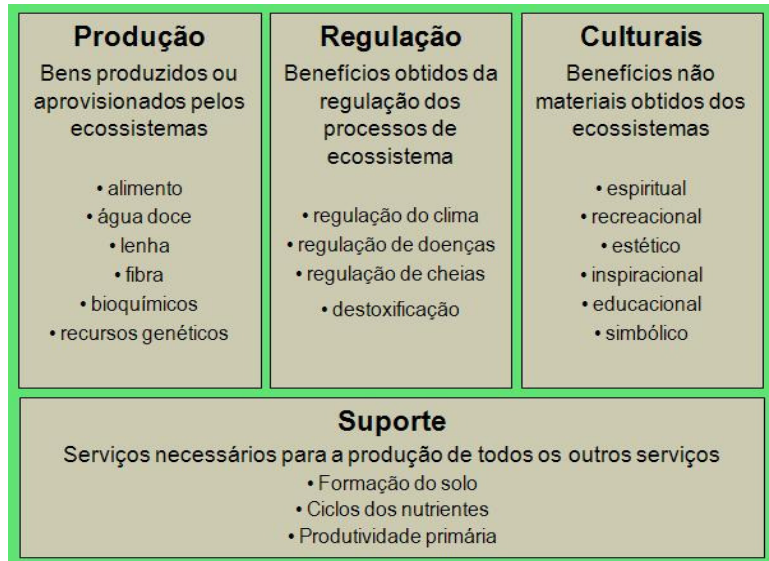 Produção
Bens produzidos ou
aprovisionados pelos
ecossistemas
• alimento
• água doce
• lenha
• fibra
• bioquímicos
• recursos genéticos
Regulação
Benefícios obtidos da
regulação dos
processos de
ecossistema
• regulação do clima
• regulação de doenças
• regulação de cheias
• destoxificação
Culturais
Benefícios não
materiais obtidos dos
ecossistemas
• espiritual
• recreacional
• estético
• inspiracional
• educacional
• simbólico
Suporte
Serviços necessários para a produção de todos os outros serviços
• Formação do solo
• Ciclos dos nutrientes
• Produtividade primária